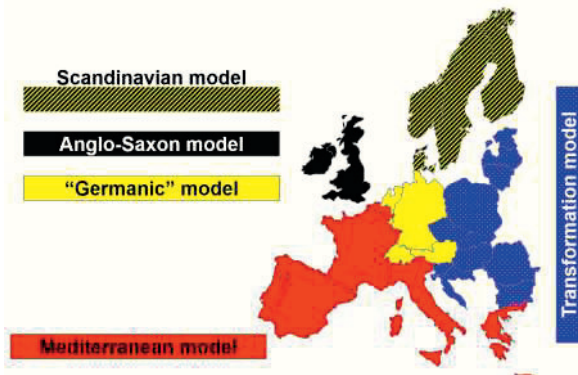 Scandinavian model
Anglo-Saxon model
“Germanic” model
Mediterranean model
Transformation model